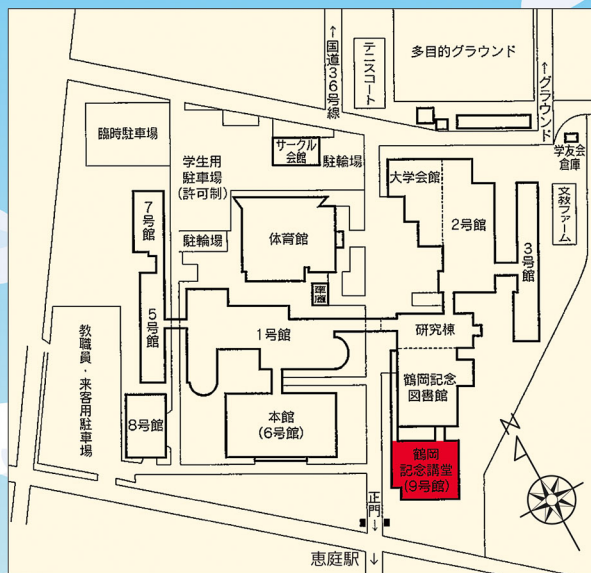 ↑国道36号線
テニスコート
多目的グラウンド
↑グラウンド
臨時駐車場
学生用
駐車場
(許可制)
サークル
会館
駐輪場
大学会館
学友会
倉庫
文教ファーム
7号館
駐輪場
体育館
2号館
3号館
5号館
1号館
研究棟
教職員・来客用駐車場
鶴岡記念
図書館
8号館
本館
(6号館)
鶴岡
記念講堂
(9号館)
正門↓
恵庭駅↓
N